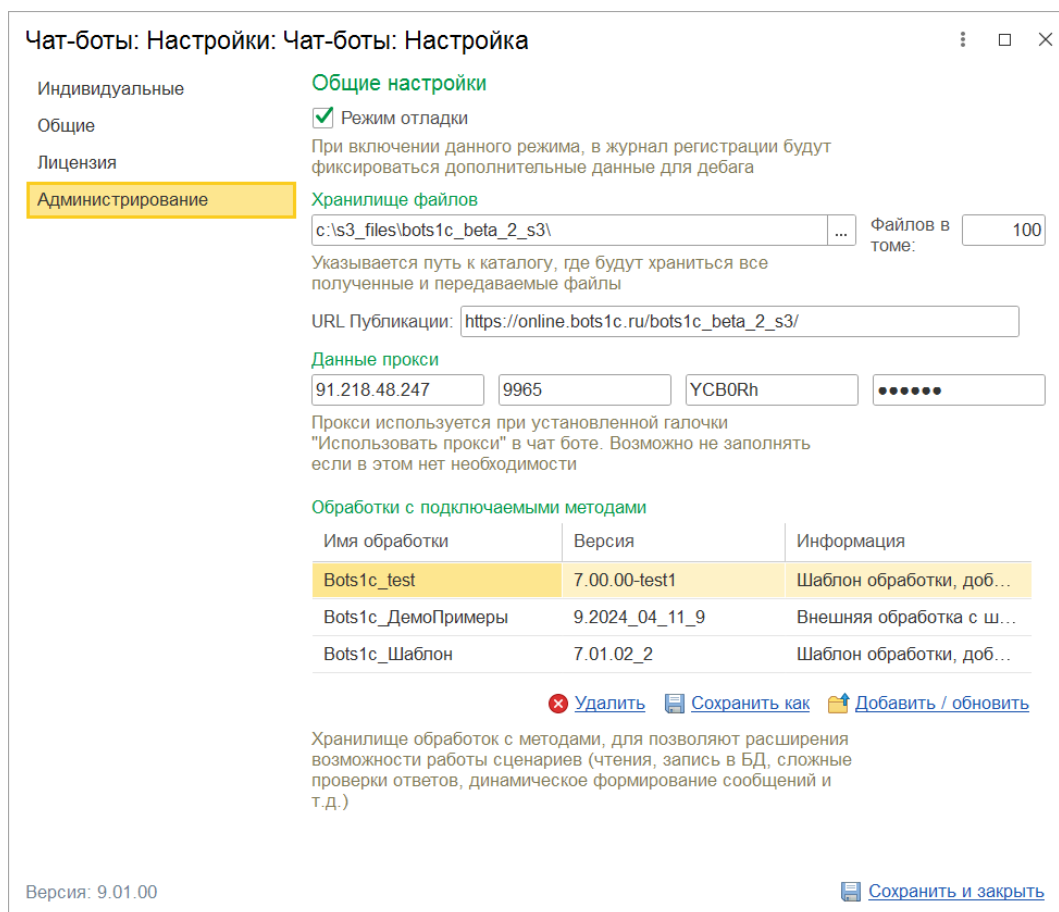 Чат-боты: Настройки: Чат-боты: Настройка
Индивидуальные
Общие
Лицензия
Администрирование
Общие настройки
Режим отладки
При включении данного режима, в журнал регистрации будут
фиксироваться дополнительные данные для дебага
Хранилище файлов
c:\s3_files\bots1c_beta_2_s3\ ... Файлов в
томе: 100
Указывается путь к каталогу, где будут храниться все
полученные и передаваемые файлы
URL Публикации: https://online.bots1c.ru/bots1c_beta_2_s3/
Данные прокси
91.218.48.247 9965 YCB0Rh ●●●●●●
Прокси используется при установленной галочки
"Использовать прокси" в чат боте. Возможно не заполнять
если в этом нет необходимости
Обработки с подключаемыми методами
Имя обработки Версия Информация
Bots1c_test 7.00.00-test1 Шаблон обработки, доб...
Bots1c_ДемоПримеры 9.2024_04_11_9 Внешняя обработка с ш...
Bots1c_Шаблон 7.01.02_2 Шаблон обработки, доб...
Удалить Сохранить как Добавить / обновить
Хранилище обработок с методами, для позволяют расширения
возможности работы сценариев (чтения, запись в БД, сложные
проверки ответов, динамическое формирование сообщений и
т.д.)
Версия: 9.01.00 Сохранить и закрыть